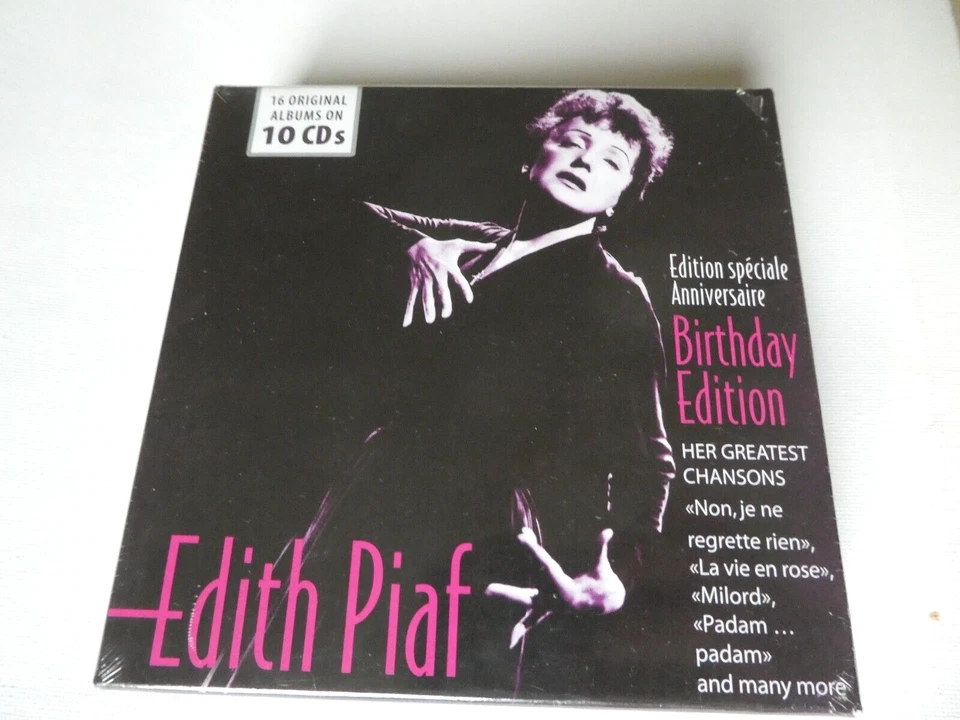 16 ORIGINAL
ALBUMS ON
10 CDs
Edition spéciale
Anniversaire
Birthday
Edition
HER GREATEST
CHANSONS
«Non, je ne
regrette rien»,
«La vie en rose»,
«Milord»,
«Padam ...
padam»
and many more
Edith Piaf